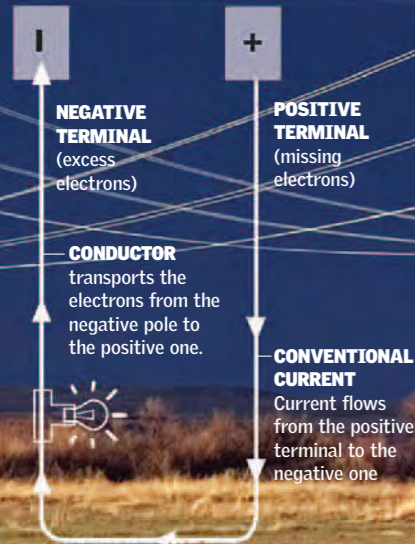 I
+
NEGATIVE
TERMINAL
(excess
electrons)
POSITIVE
TERMINAL
(missing
electrons)
CONDUCTOR
transports the
electrons from the
negative pole to
the positive one.
CONVENTIONAL
CURRENT
Current flows
from the positive
terminal to the
negative one